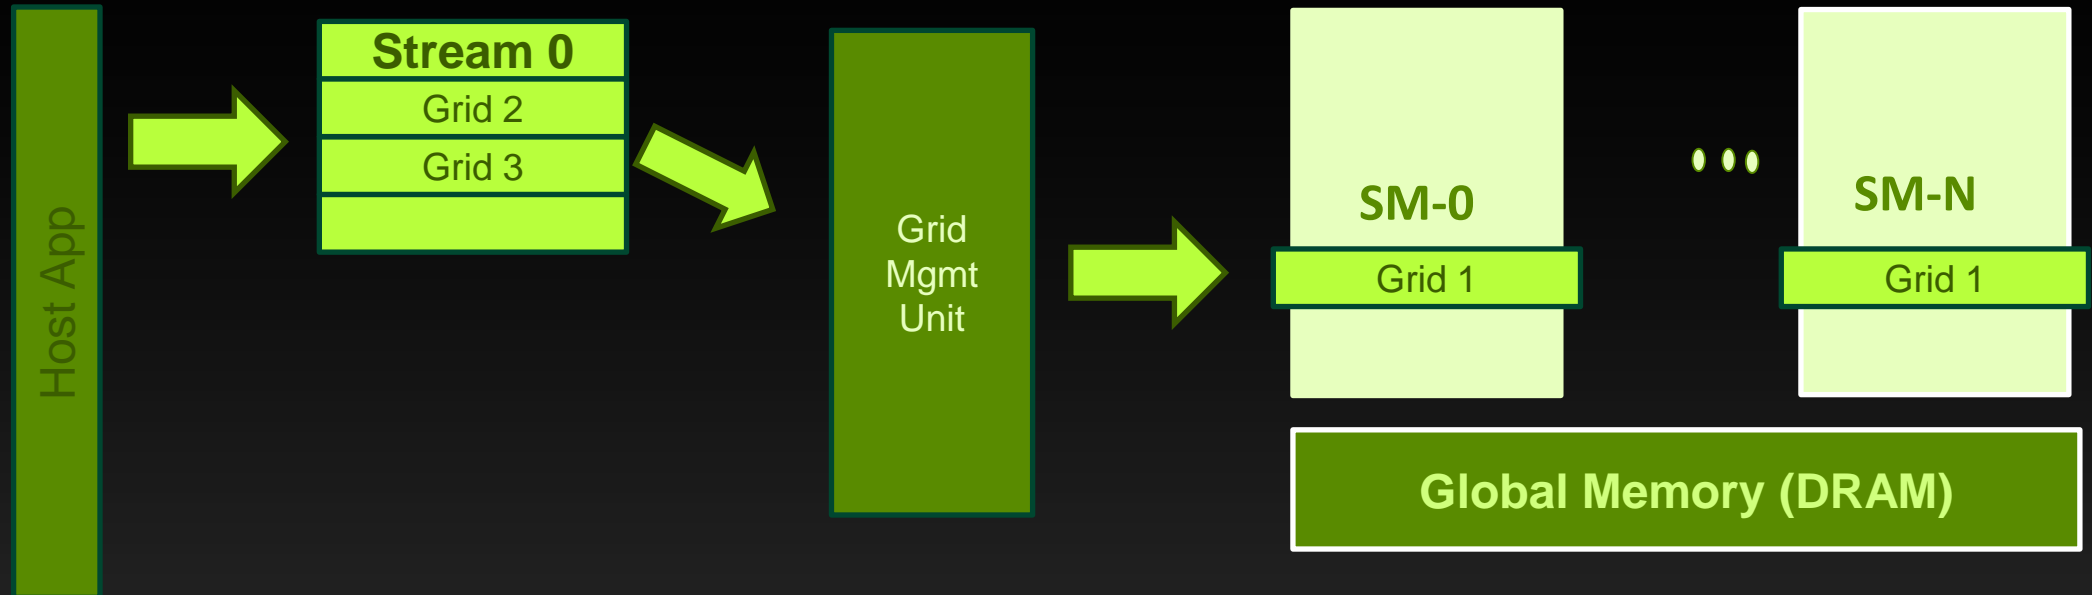 Host App
Stream 0
Grid 2
Grid 3
Grid
Mgmt
Unit
SM-0
Grid 1
SM-N
Grid 1
Global Memory (DRAM)